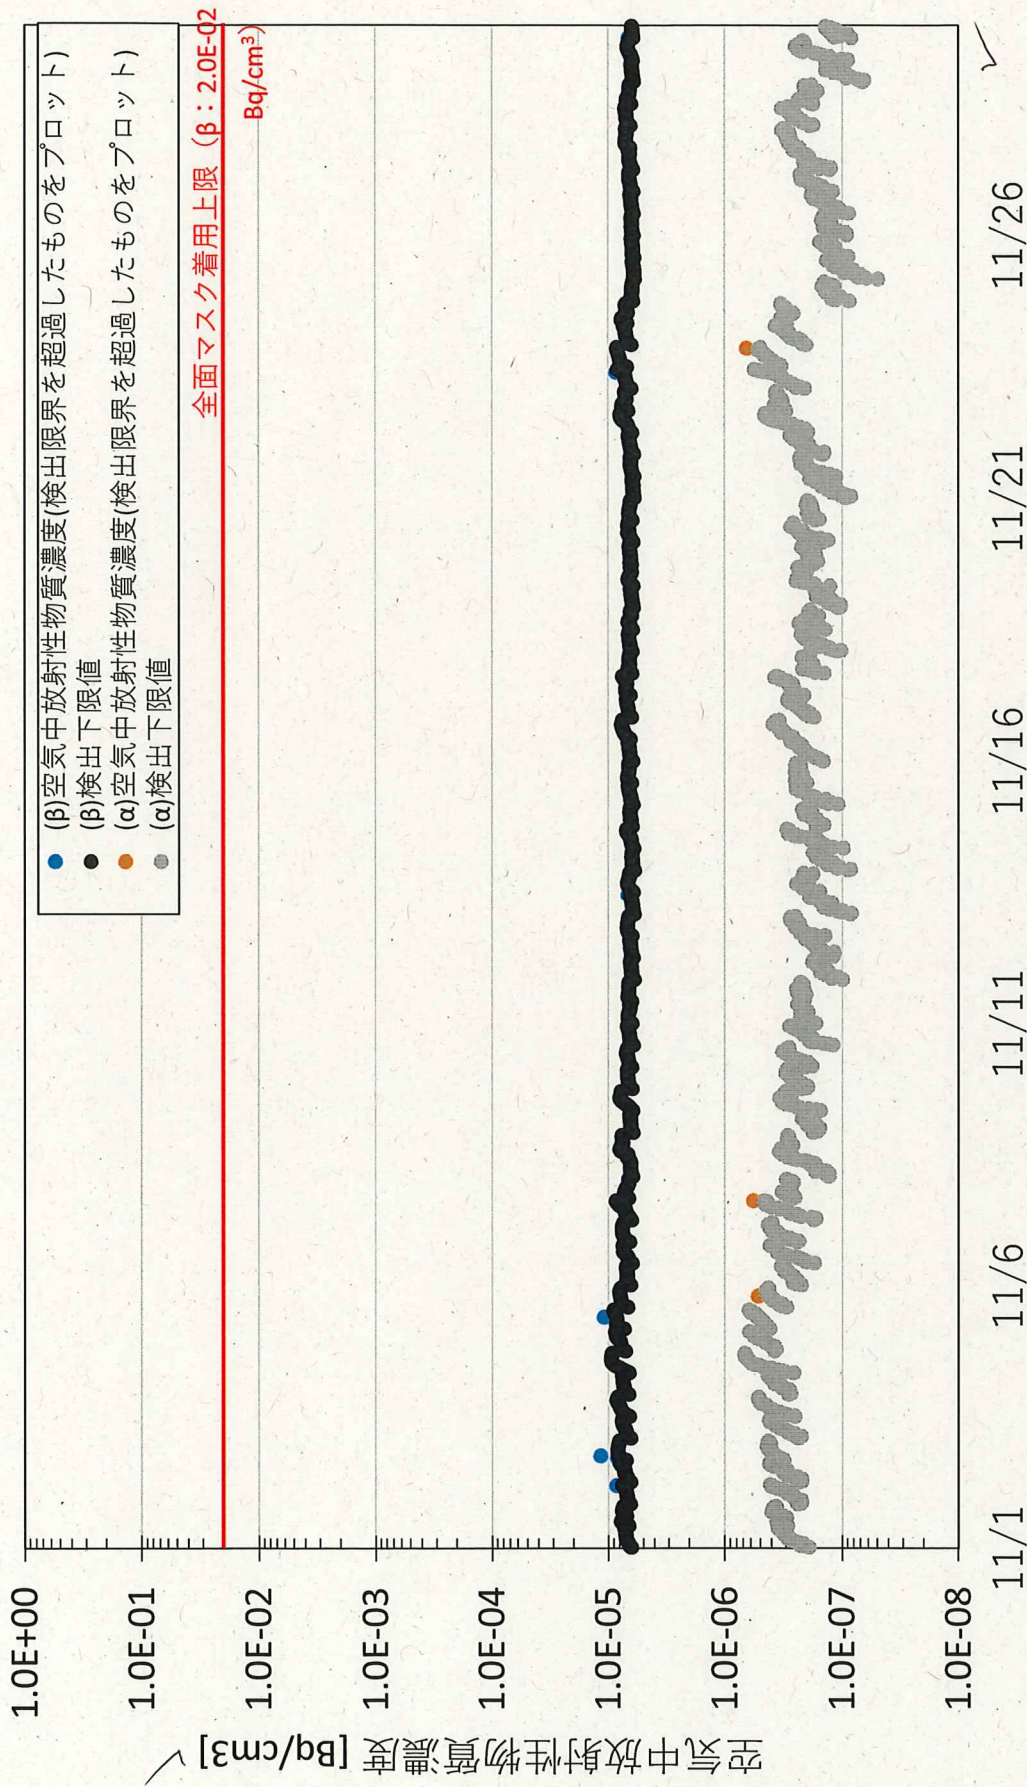 (β)空気中放射性物質濃度(検出限界を超過したものをプロット)
(β)検出下限値
(α)空気中放射性物質濃度(検出限界を超過したものをプロット)
(α)検出下限値
全面マスク着用上限（β：2.0E-02
Bq/cm³）
1.0E+00
1.0E-01
1.0E-02
1.0E-03
1.0E-04
1.0E-05
1.0E-06
1.0E-07
1.0E-08
空気中放射性物質濃度 [Bq/cm3]
11/1
11/6
11/11
11/16
11/21
11/26